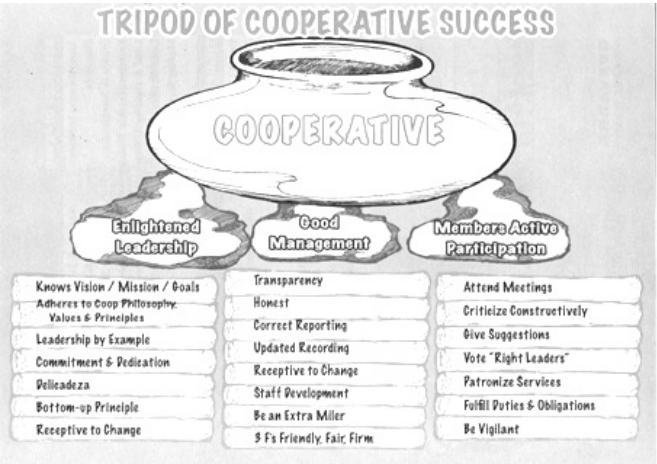 TRIPOD OF COOPERATIVE SUCCESS
COOPERATIVE
Enlightened
Leadership
Good
Management
Members Active
Participation
Knows Vision / Mission / Goals
Adheres to Coop Philosophy,
Values & Principles
Leadership by Example
Commitment & Dedication
Delicadeza
Bottom-up Principle
Receptive to Change
Transparency
Honest
Correct Reporting
Updated Recording
Receptive to Change
Staff Development
Be an Extra Miler
3 F's Friendly, Fair, Firm
Attend Meetings
Criticize Constructively
Give Suggestions
Vote "Right Leaders"
Patronize Services
Fulfill Duties & Obligations
Be Vigilant